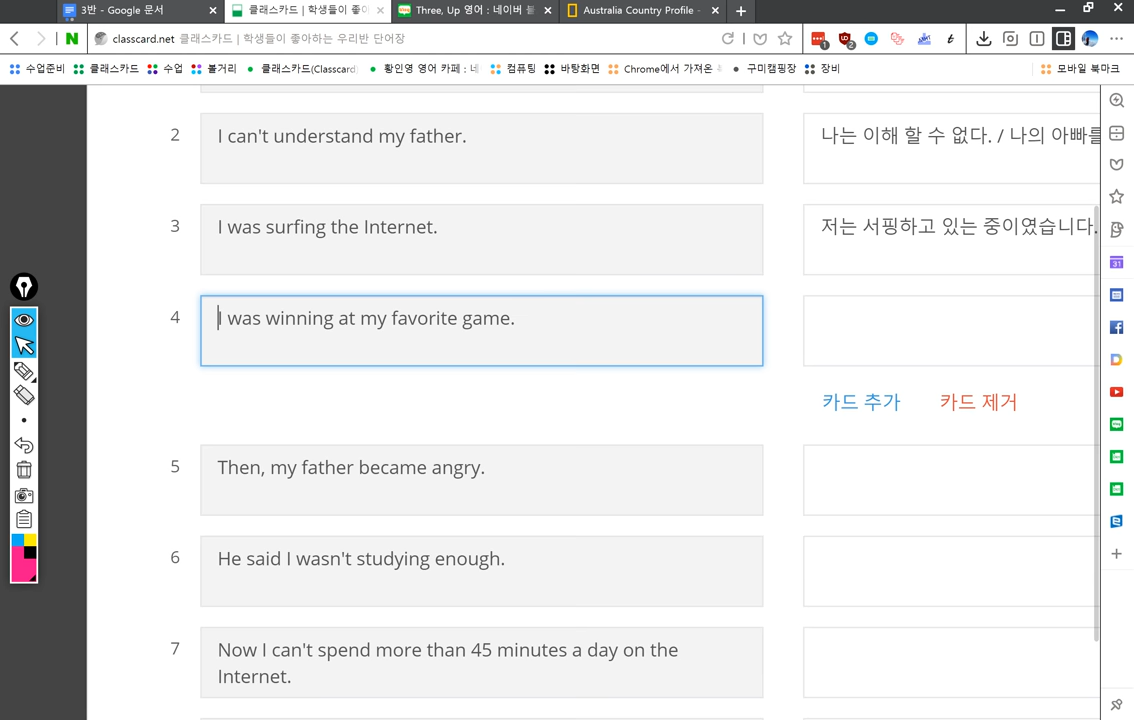 3반 - Google 문서
클래스카드 | 학생들이 좋아
Three, Up 영어 : 네이버 블
Australia Country Profile -
N
classcard.net 클래스카드 | 학생들이 좋아하는 우리반 단어장
1
2
수업준비 클래스카드 수업 볼거리 클래스카드(Classcard) 황인영 영어 카페 : 네 컴퓨팅 바탕화면 Chrome에서 가져온 구미캠핑장 장비 모바일 북마크
2 I can't understand my father. 나는 이해 할 수 없다. / 나의 아빠를
3 I was surfing the Internet. 저는 서핑하고 있는 중이였습니다.
4 I was winning at my favorite game.
카드 추가 카드 제거
5 Then, my father became angry.
6 He said I wasn't studying enough.
7 Now I can't spend more than 45 minutes a day on the
Internet.
31